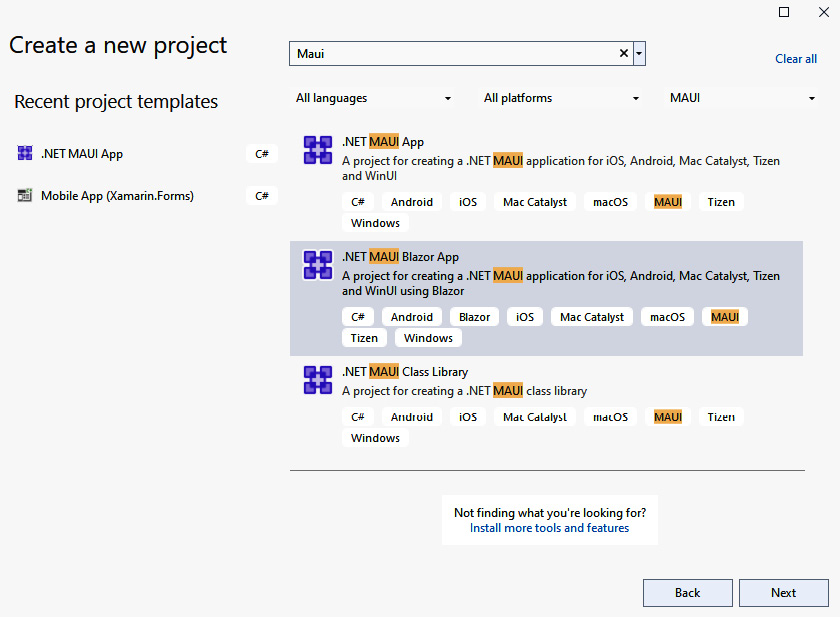 Create a new project
Maui
Clear all
Recent project templates
.NET MAUI App
C#
Mobile App (Xamarin.Forms)
C#
All languages
All platforms
MAUI
.NET MAUI App
A project for creating a .NET MAUI application for iOS, Android, Mac Catalyst, Tizen
and WinUI
C# Android iOS Mac Catalyst macOS MAUI Tizen
Windows
.NET MAUI Blazor App
A project for creating a .NET MAUI application for iOS, Android, Mac Catalyst, Tizen
and WinUI using Blazor
C# Android Blazor iOS Mac Catalyst macOS MAUI
Tizen Windows
.NET MAUI Class Library
A project for creating a .NET MAUI class library
C# Android iOS Mac Catalyst macOS MAUI Tizen
Windows
Not finding what you're looking for?
Install more tools and features
Back
Next